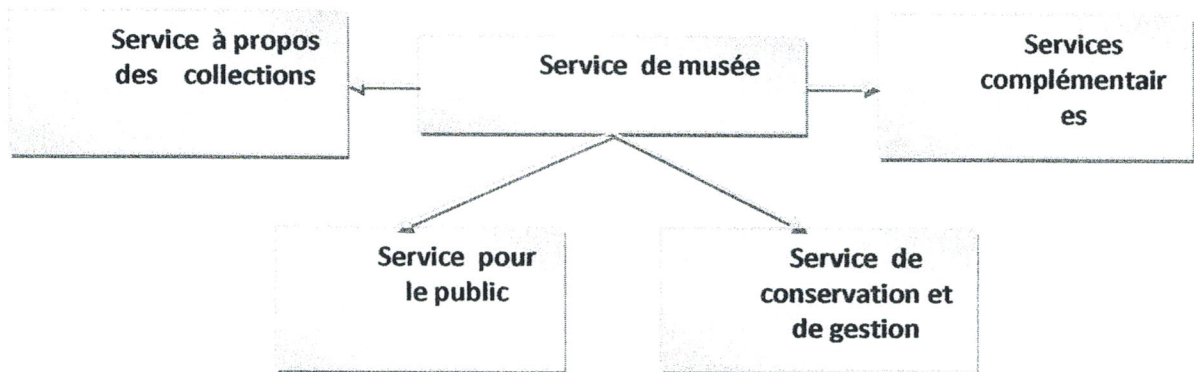 Service à propos
des collections
Service de musée
Services
complémentair
es
Service pour
le public
Service de
conservation et
de gestion